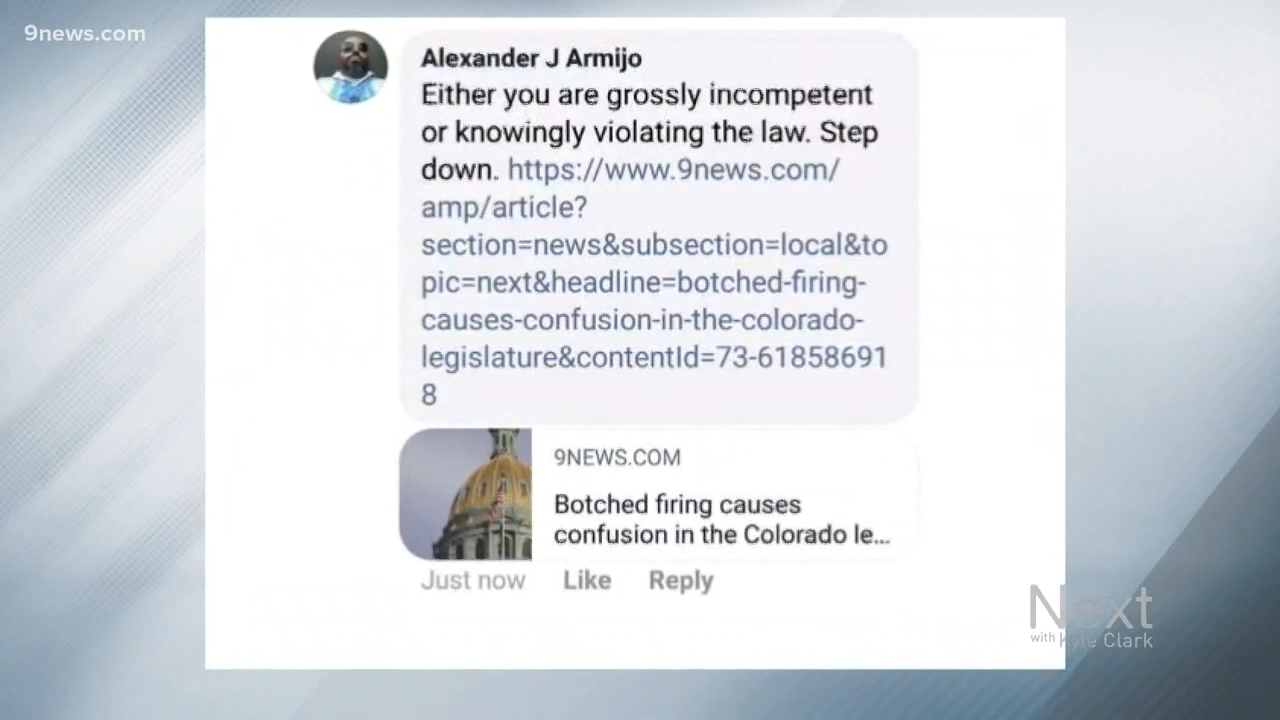 9news.com
Alexander J Armijo
Either you are grossly incompetent
or knowingly violating the law. Step
down. https://www.9news.com/
amp/article?
section=news&subsection=local&to
pic=next&headline=botched-firing-
causes-confusion-in-the-colorado-
legislature&contentId=73-61858691
8
9NEWS.COM
Botched firing causes
confusion in the Colorado le...
Just now Like Reply
Next
with Kyle Clark